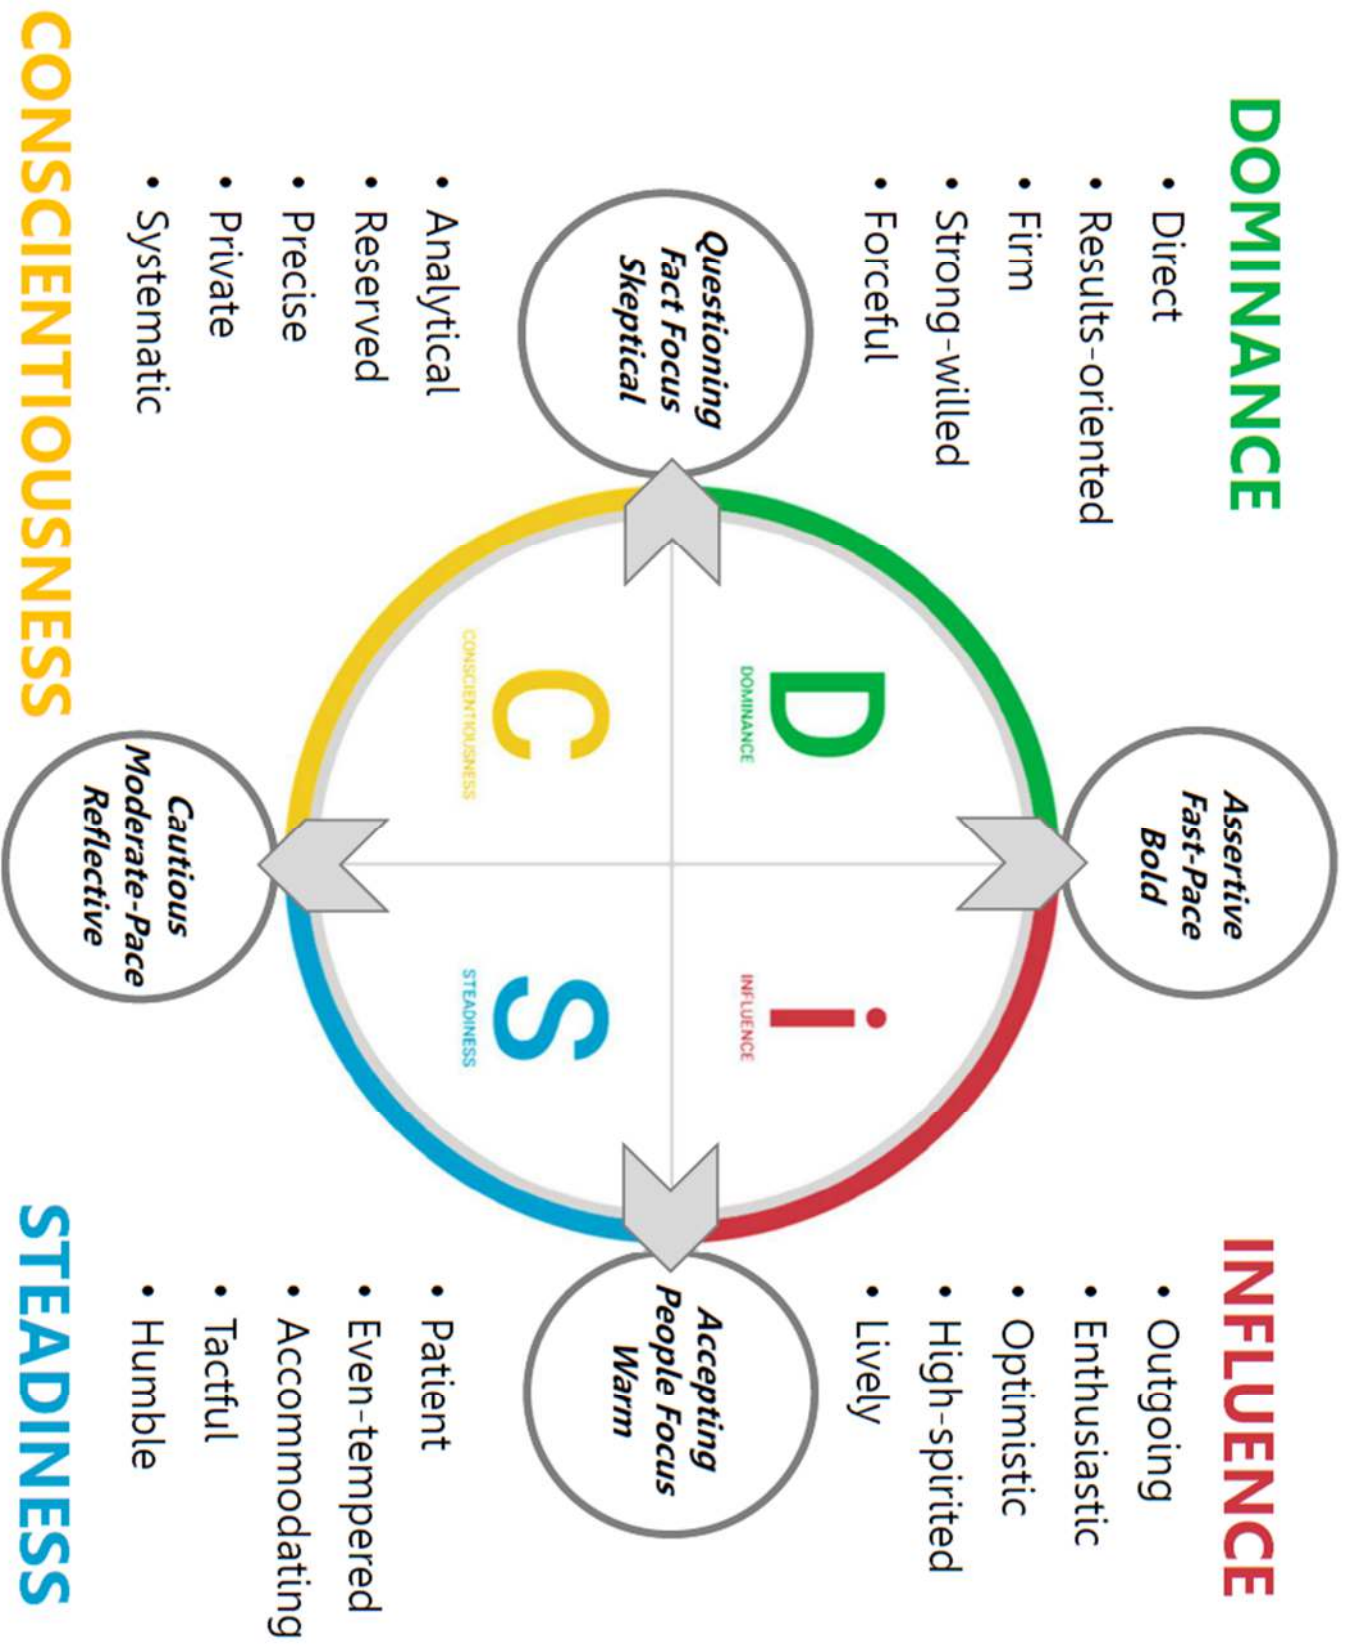 DOMINANCE
• Direct
• Results-oriented
• Firm
• Strong-willed
• Forceful
Assertive
Fast-Pace
Bold
INFLUENCE
• Outgoing
• Enthusiastic
• Optimistic
• High-spirited
• Lively
D
DOMINANCE
i
INFLUENCE
Questioning
Fact Focus
Skeptical
Accepting
People Focus
Warm
C
CONSCIENTIOUSNESS
S
STEADINESS
• Analytical
• Reserved
• Precise
• Private
• Systematic
CONSCIENTIOUSNESS
Cautious
Moderate-Pace
Reflective
• Patient
• Even-tempered
• Accommodating
• Tactful
• Humble
STEADINESS